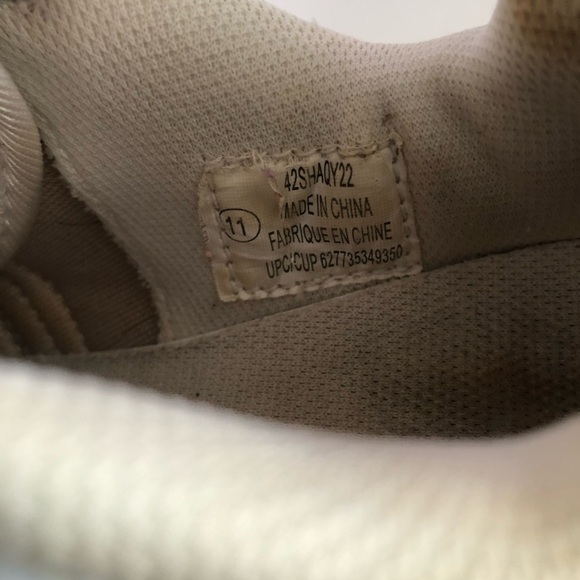 42SHAQY22
11
MADE IN CHINA
FABRIQUE EN CHINE
UPC/CUP 627735349350